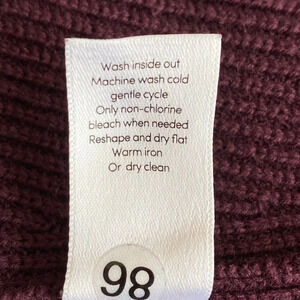 Wash inside out
Machine wash cold
gentle cycle
Only non-chlorine
bleach when needed
Reshape and dry flat
Warm iron
Or dry clean
98